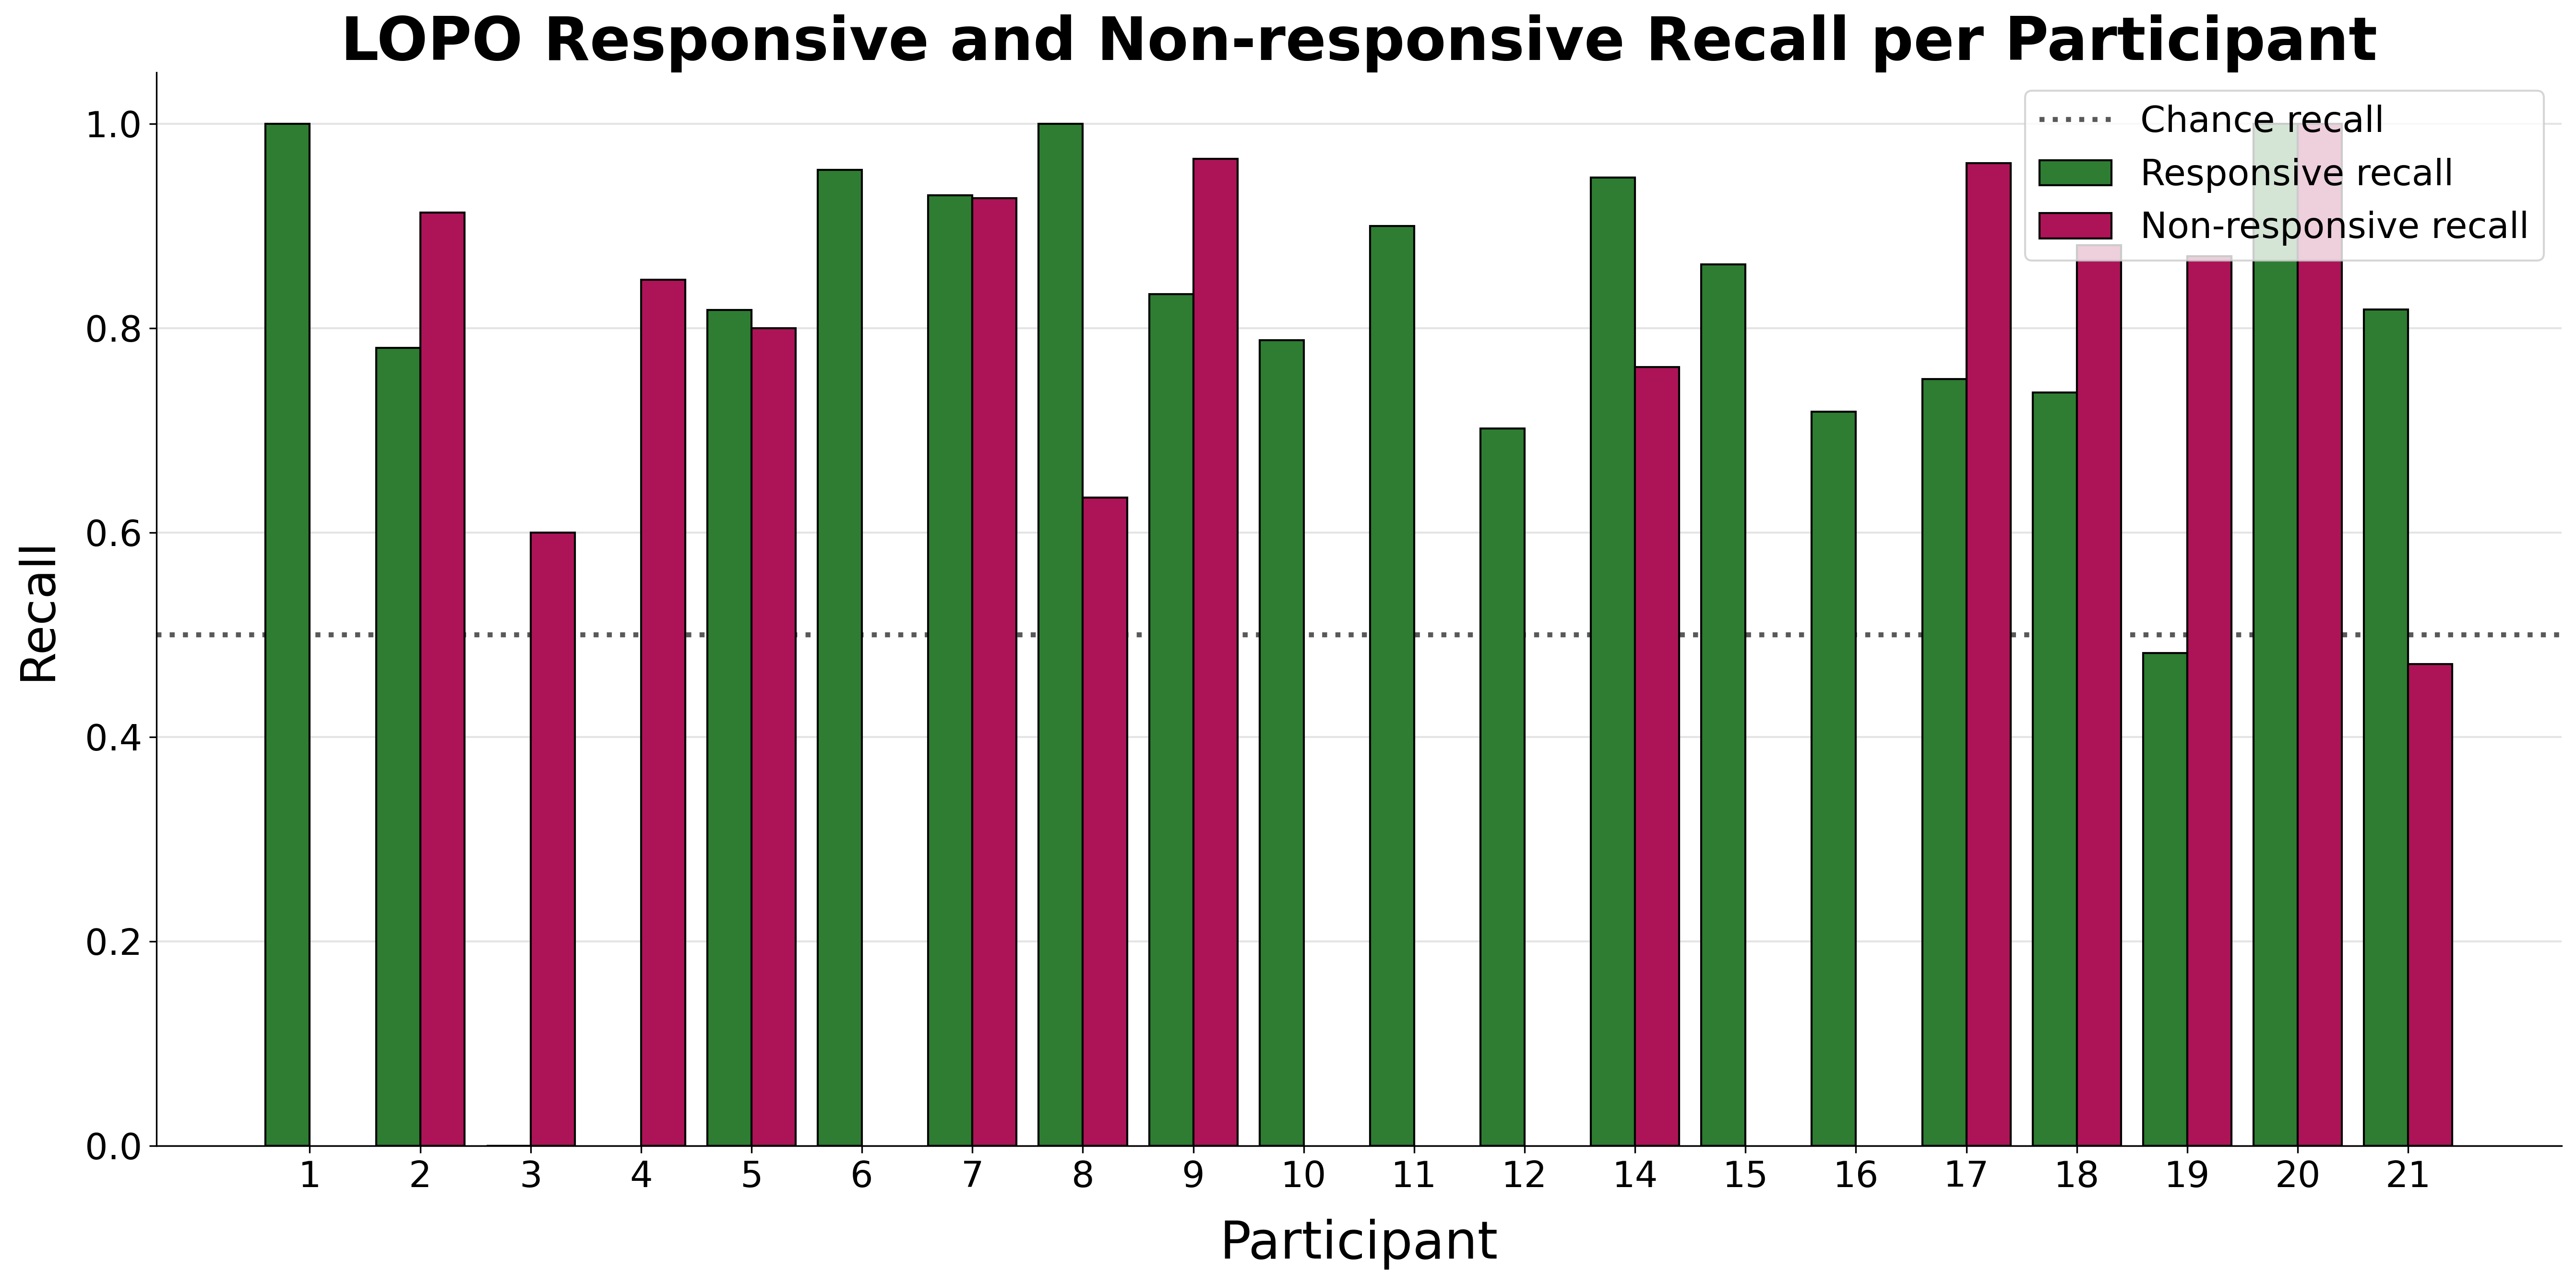 LOPO Responsive and Non-responsive Recall per Participant
Chance recall
Responsive recall
Non-responsive recall
Recall
1.0
0.8
0.6
0.4
0.2
0.0
1 2 3 4 5 6 7 8 9 10 11 12 14 15 16 17 18 19 20 21
Participant